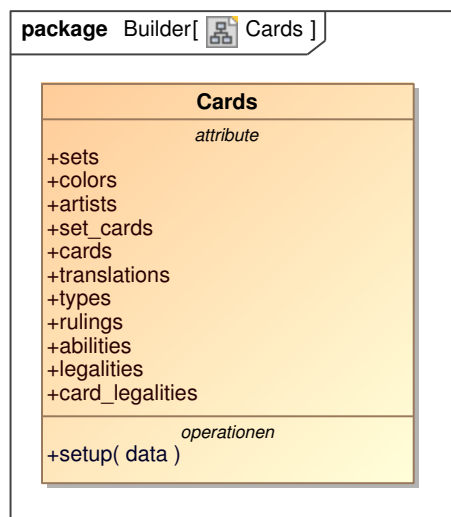 package Builder[ Cards ]
Cards
attribute
+sets
+colors
+artists
+set_cards
+cards
+translations
+types
+rulings
+abilities
+legalities
+card_legalities
operationen
+setup( data )